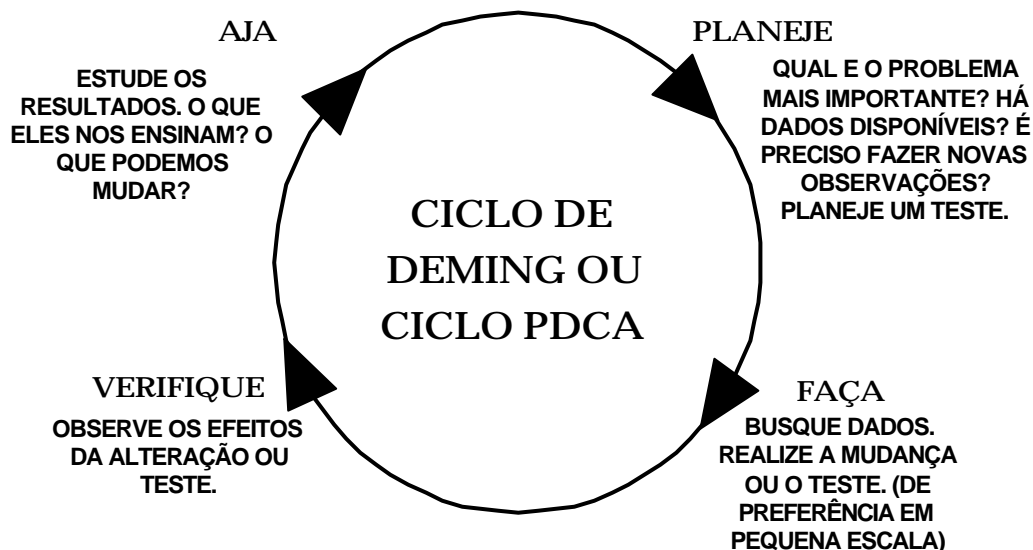 AJA
ESTUDE OS
RESULTADOS. O QUE
ELES NOS ENSINAM? O
QUE PODEMOS
MUDAR?
PLANEJE
QUAL E O PROBLEMA
MAIS IMPORTANTE? HÁ
DADOS DISPONÍVEIS? É
PRECISO FAZER NOVAS
OBSERVAÇÕES?
PLANEJE UM TESTE.
CICLO DE
DEMING OU
CICLO PDCA
VERIFIQUE
OBSERVE OS EFEITOS
DA ALTERAÇÃO OU
TESTE.
FAÇA
BUSQUE DADOS.
REALIZE A MUDANÇA
OU O TESTE. (DE
PREFERÊNCIA EM
PEQUENA ESCALA)